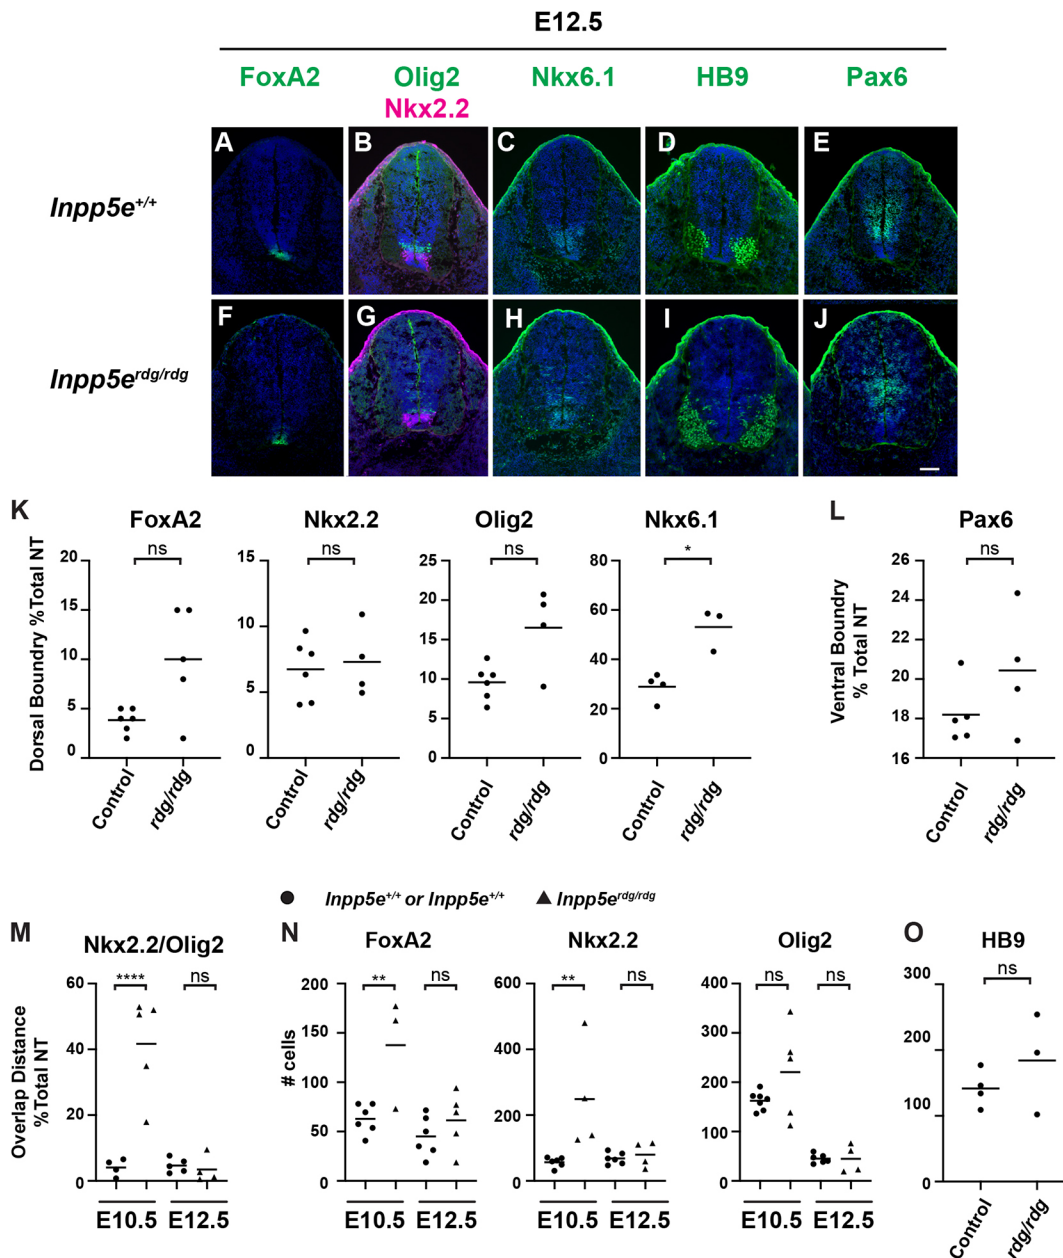 E12.5
FoxA2 Olig2 Nkx6.1 HB9 Pax6
Nkx2.2
A B C D E
Inpp5e+/+
F G H I J
Inpp5erdg/rdg
K L
FoxA2 Nkx2.2 Olig2 Nkx6.1 Pax6
ns ns ns * ns
Dorsal Boundry %Total NT
20
15
10
5
0
Control rdg/rdg
15
10
5
0
Control rdg/rdg
25
20
15
10
5
0
Control rdg/rdg
80
60
40
20
0
Control rdg/rdg
Ventral Boundry
% Total NT
26
24
22
20
18
16
Control rdg/rdg
Inpp5e+/+ or Inpp5e+/+ Inpp5erdg/rdg
M N O
Nkx2.2/Olig2 FoxA2 Nkx2.2 Olig2 HB9
**** ns ** ns ** ns ns ns ns
Overlap Distance
%Total NT
60
40
20
0
E10.5 E12.5
# cells
200
150
100
50
0
E10.5 E12.5
600
400
200
0
E10.5 E12.5
400
300
200
100
0
E10.5 E12.5
300
200
100
0
Control rdg/rdg